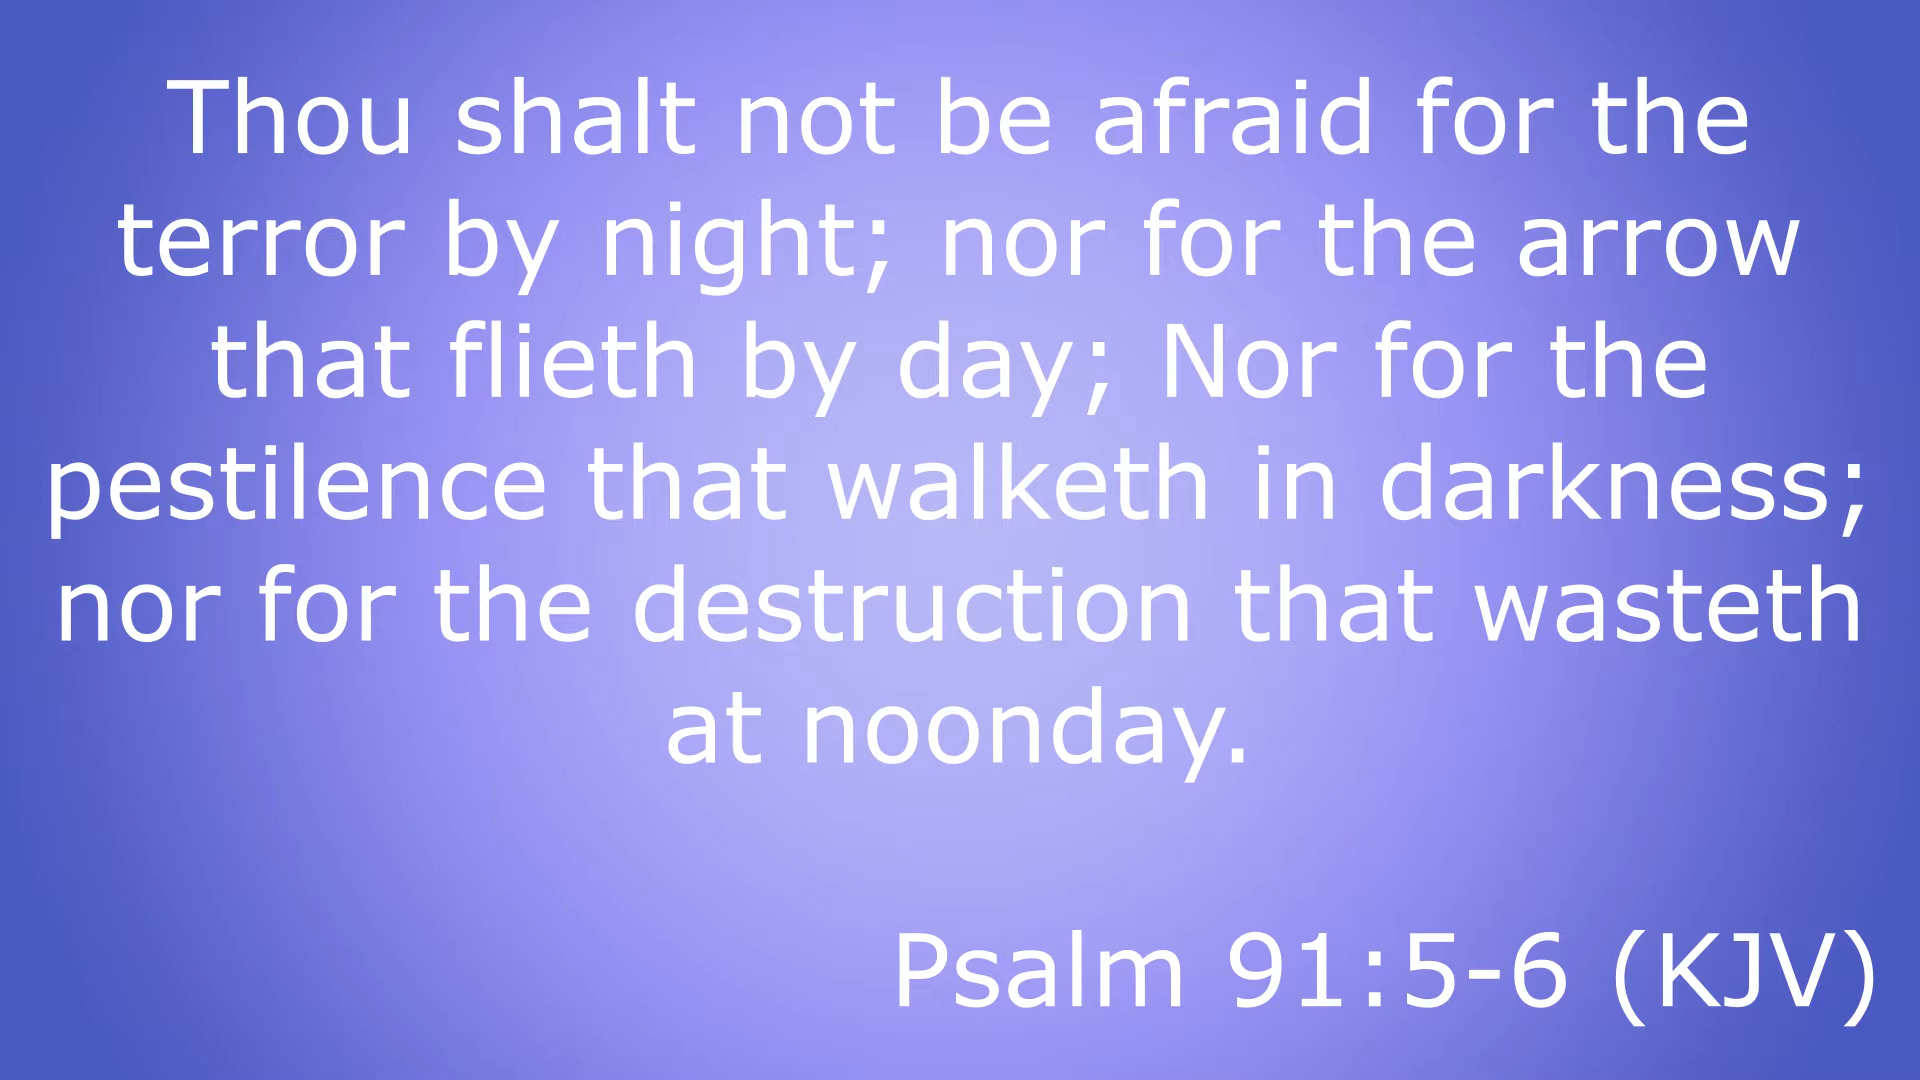 Thou shalt not be afraid for the
terror by night; nor for the arrow
that flieth by day; Nor for the
pestilence that walketh in darkness;
nor for the destruction that wasteth
at noonday.
Psalm 91:5-6 (KJV)